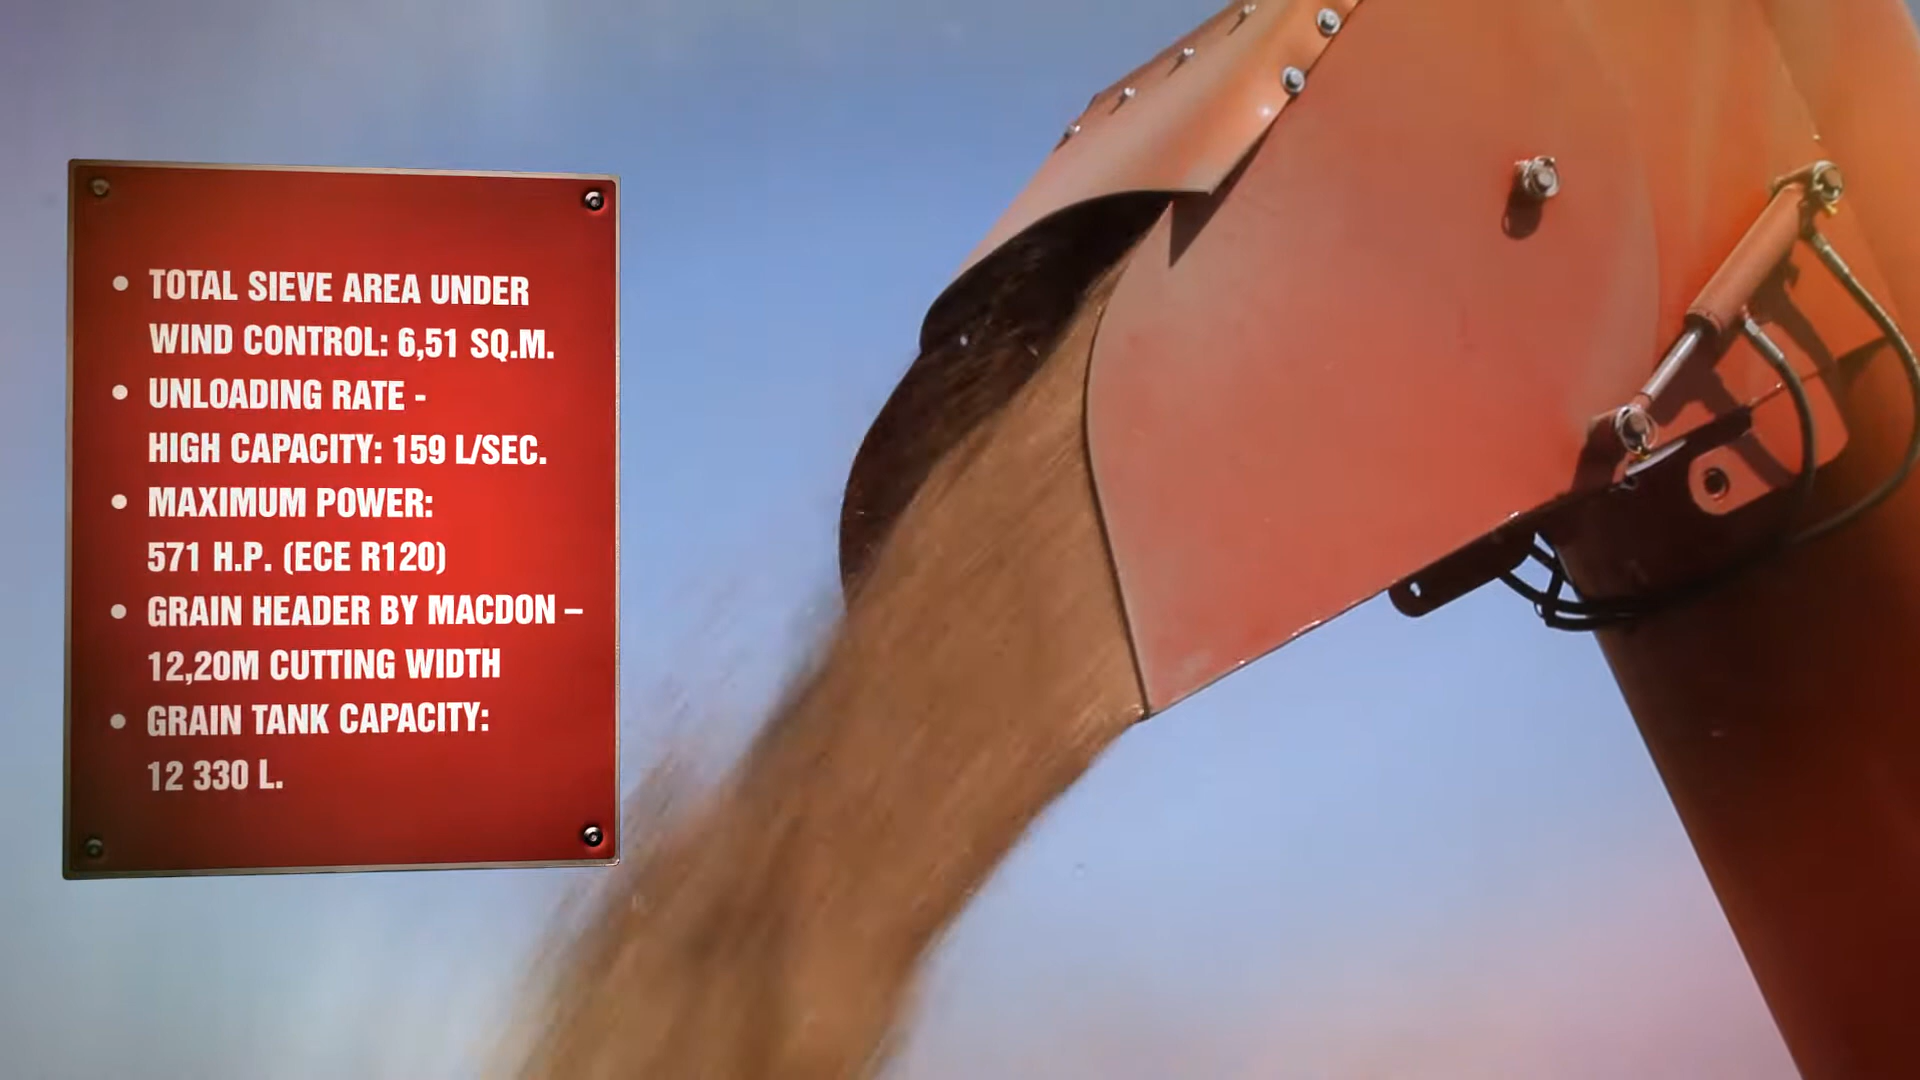 • TOTAL SIEVE AREA UNDER
WIND CONTROL: 6,51 SQ.M.
• UNLOADING RATE -
HIGH CAPACITY: 159 L/SEC.
• MAXIMUM POWER:
571 H.P. (ECE R120)
• GRAIN HEADER BY MACDON –
12,20M CUTTING WIDTH
• GRAIN TANK CAPACITY:
12 330 L.